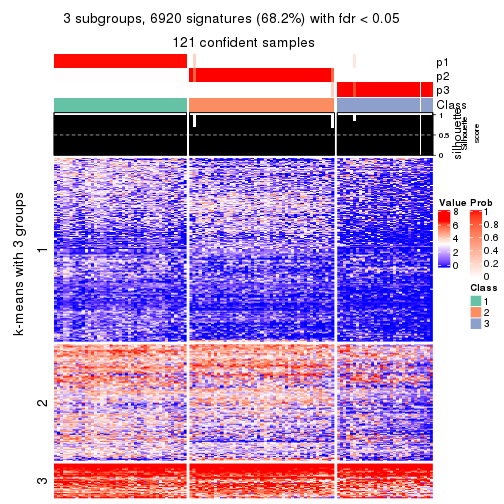 3 subgroups, 6920 signatures (68.2%) with fdr < 0.05
121 confident samples
p1
p2
p3
Class
1
0.5
0
silhouette
Silhouette
score
k-means with 3 groups
1
2
3
Value
8
6
4
2
0
Prob
1
0.8
0.6
0.4
0.2
0
Class
1
2
3